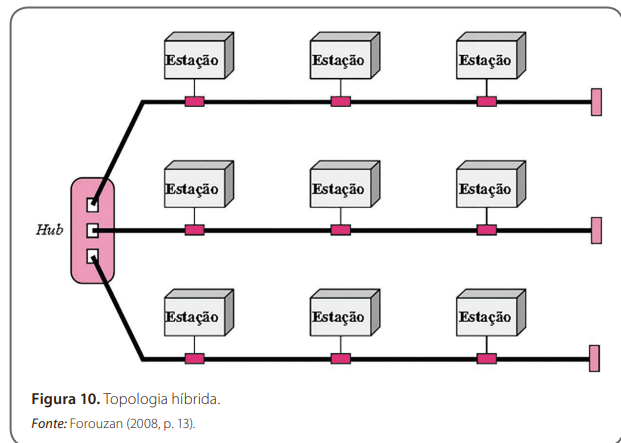 Estação Estação Estação
Estação Estação Estação
Hub
Estação Estação Estação
Figura 10. Topologia híbrida.
Fonte: Forouzan (2008, p. 13).